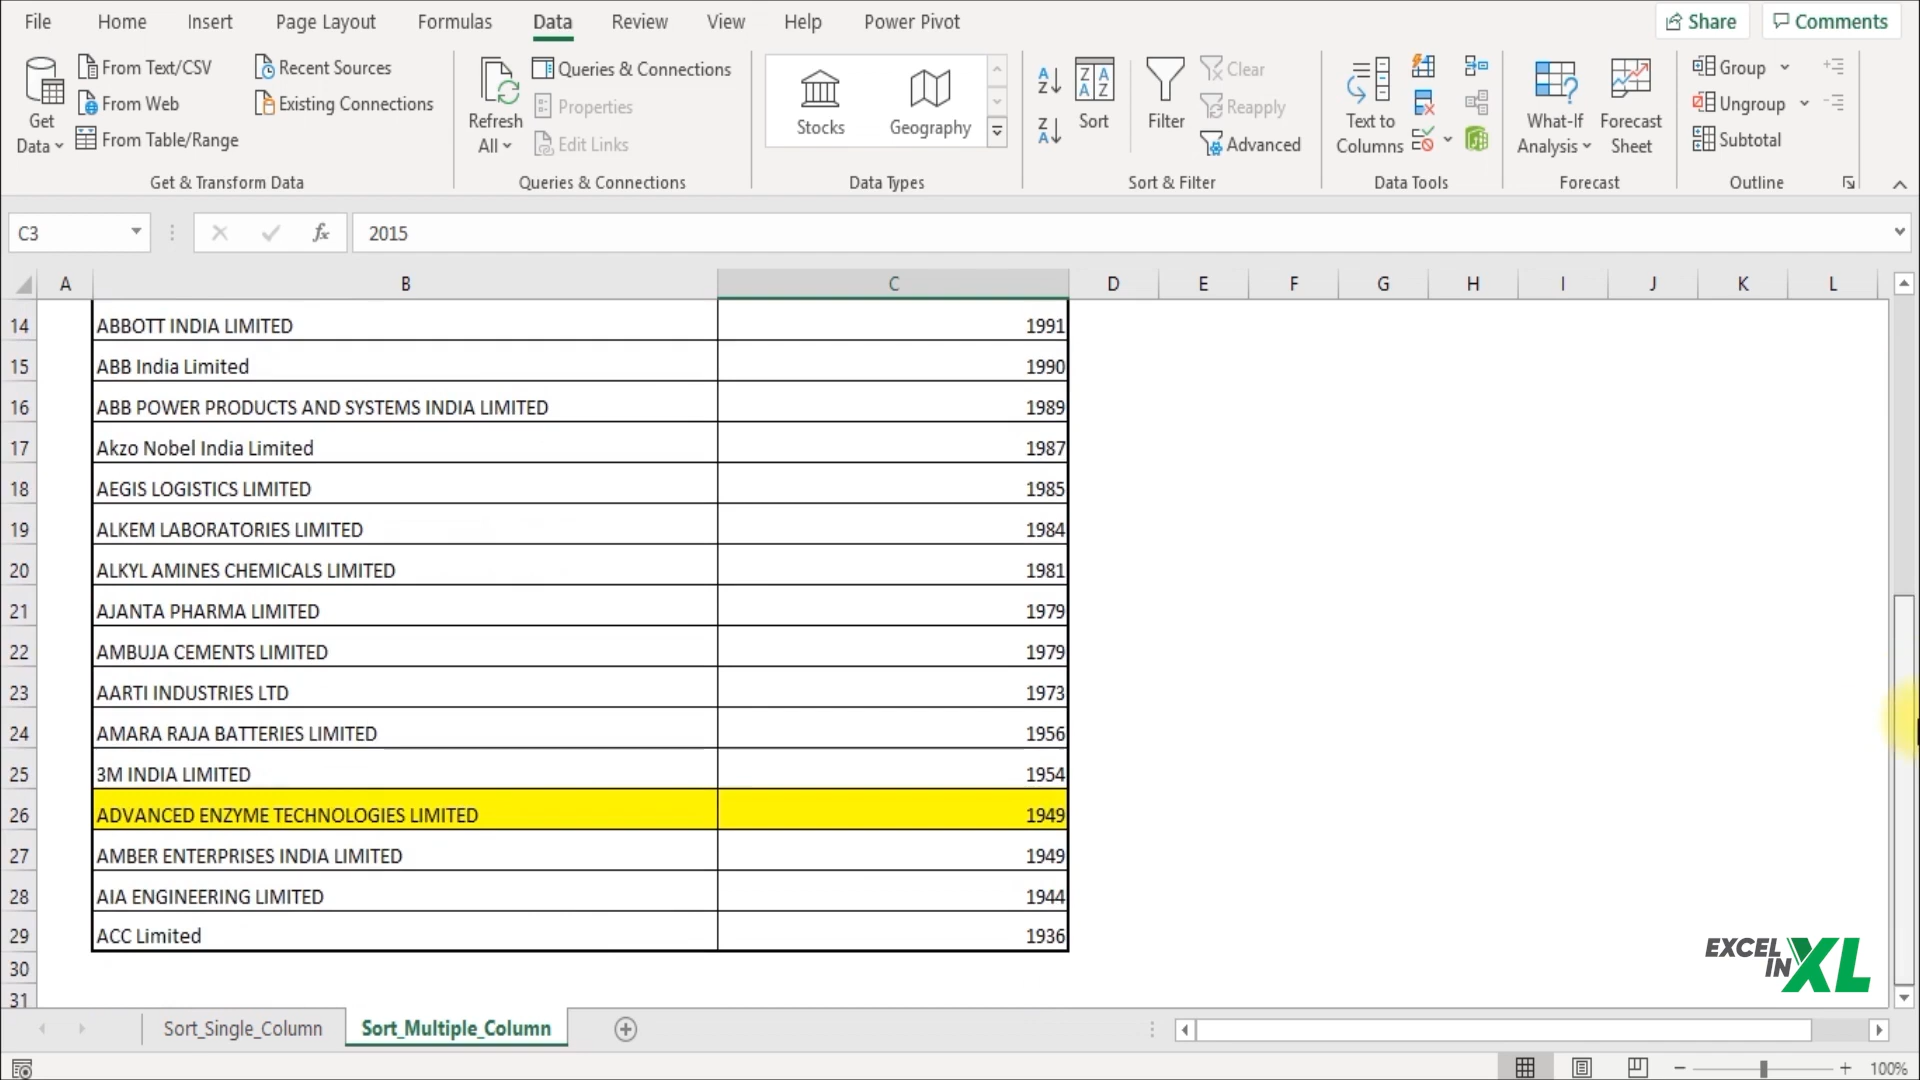 File Home Insert Page Layout Formulas Data Review View Help Power Pivot Share Comments
Get Data
From Text/CSV
From Web
From Table/Range
Recent Sources
Existing Connections
Get & Transform Data
Refresh All
Queries & Connections
Properties
Edit Links
Queries & Connections
Stocks
Geography
Data Types
Sort
Filter
Clear
Reapply
Advanced
Sort & Filter
Text to Columns
Data Tools
What-If Analysis
Forecast Sheet
Forecast
Group
Ungroup
Subtotal
Outline
C3 fx 2015
A B C D E F G H I J K L
14 ABBOTT INDIA LIMITED 1991
15 ABB India Limited 1990
16 ABB POWER PRODUCTS AND SYSTEMS INDIA LIMITED 1989
17 Akzo Nobel India Limited 1987
18 AEGIS LOGISTICS LIMITED 1985
19 ALKEM LABORATORIES LIMITED 1984
20 ALKYL AMINES CHEMICALS LIMITED 1981
21 AJANTA PHARMA LIMITED 1979
22 AMBUJA CEMENTS LIMITED 1979
23 AARTI INDUSTRIES LTD 1973
24 AMARA RAJA BATTERIES LIMITED 1956
25 3M INDIA LIMITED 1954
26 ADVANCED ENZYME TECHNOLOGIES LIMITED 1949
27 AMBER ENTERPRISES INDIA LIMITED 1949
28 AIA ENGINEERING LIMITED 1944
29 ACC Limited 1936
30
31
EXCEL IN XL
Sort_Single_Column Sort_Multiple_Column
100%